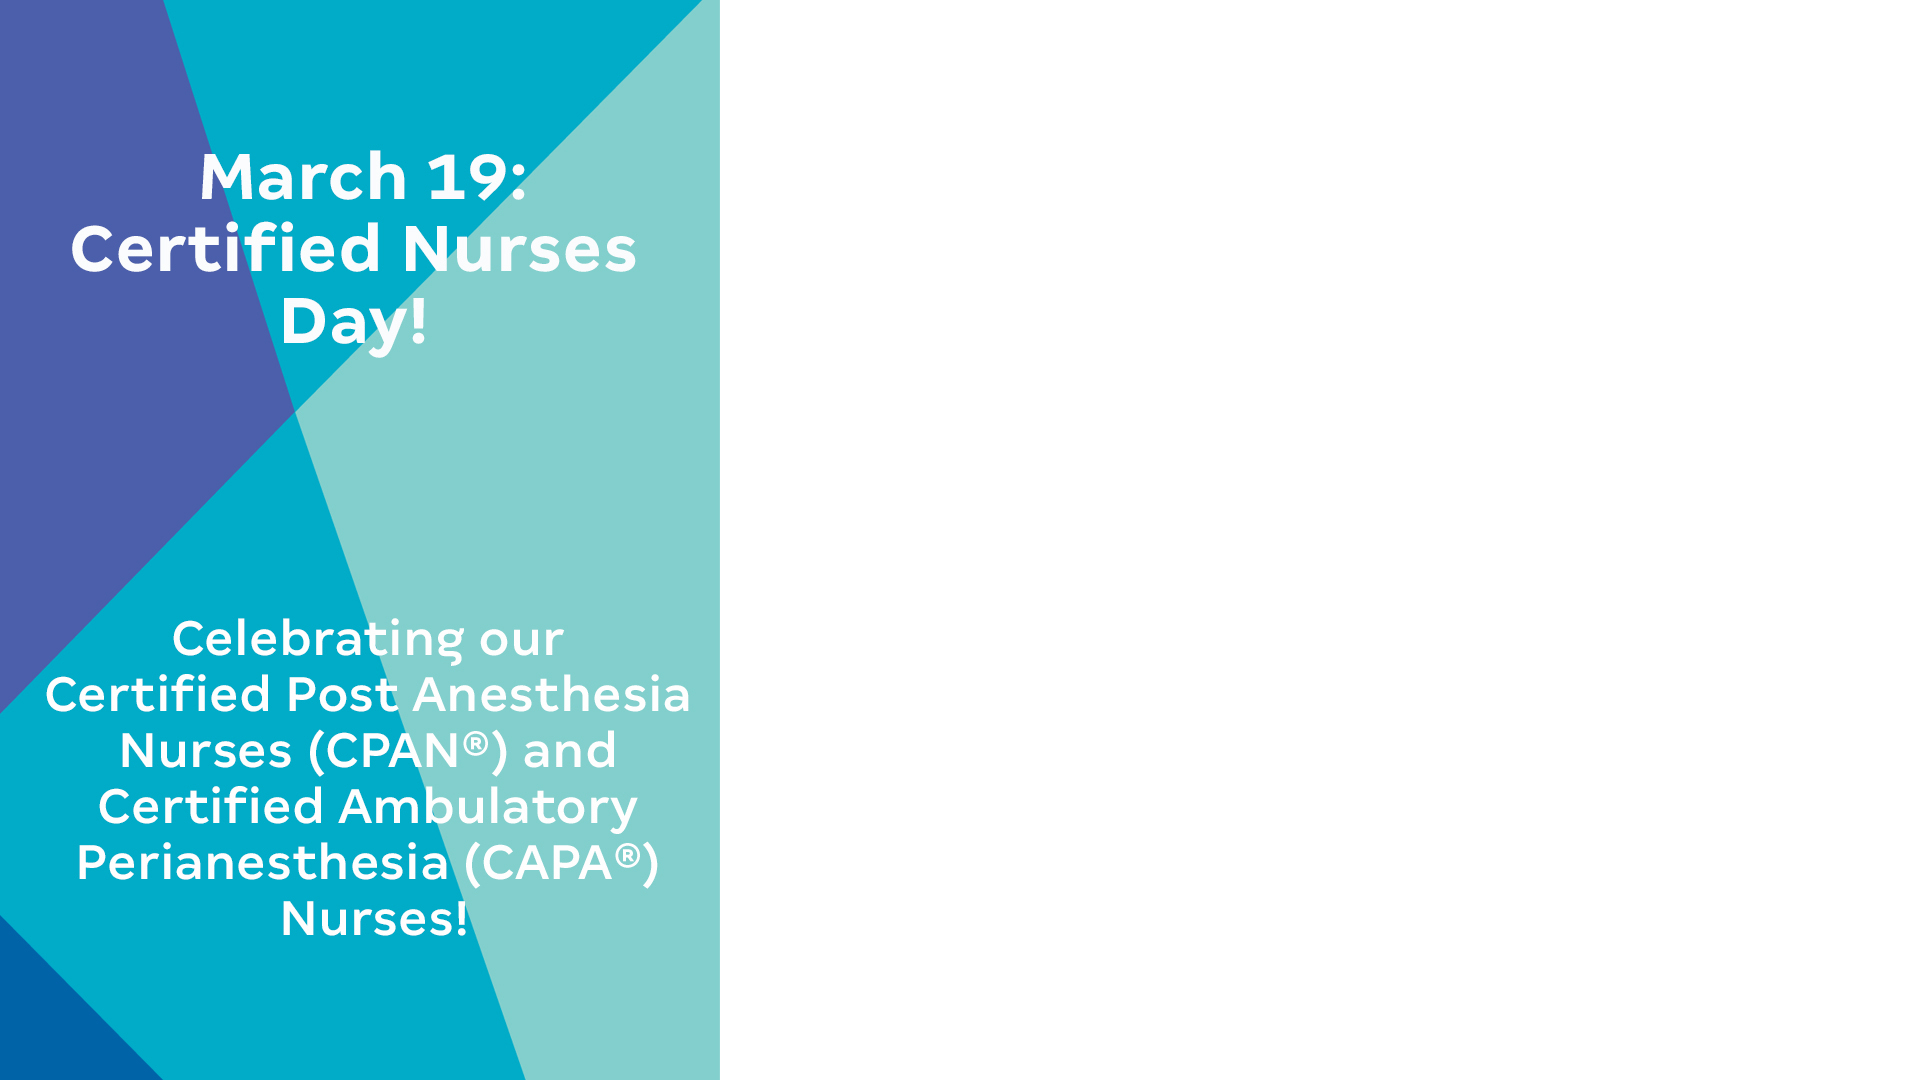 March 19:
Certified Nurses
Day!
Celebrating our
Certified Post Anesthesia
Nurses (CPAN®) and
Certified Ambulatory
Perianesthesia (CAPA®)
Nurses!